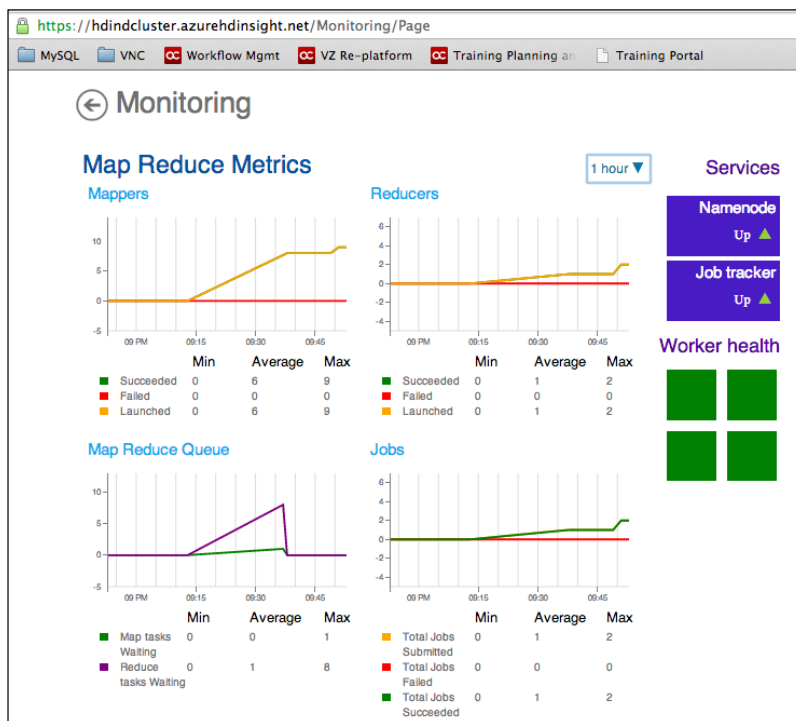 https://hdindcluster.azurehdinsight.net/Monitoring/Page
MySQL VNC Workflow Mgmt VZ Re-platform Training Planning an Training Portal
Monitoring
Map Reduce Metrics
1 hour
Mappers
10
5
0
-5
09 PM 09:15 09:30 09:45
Min Average Max
Succeeded 0 6 9
Failed 0 0 0
Launched 0 6 9
Reducers
6
4
2
0
-2
-4
09 PM 09:15 09:30 09:45
Min Average Max
Succeeded 0 1 2
Failed 0 0 0
Launched 0 1 2
Map Reduce Queue
10
5
0
-5
09 PM 09:15 09:30 09:45
Min Average Max
Map tasks 0 0 1
Waiting
Reduce 0 1 8
tasks Waiting
Jobs
6
4
2
0
-2
-4
09 PM 09:15 09:30 09:45
Min Average Max
Total Jobs 0 1 2
Submitted
Total Jobs 0 0 0
Failed
Total Jobs 0 1 2
Succeeded
Services
Namenode
Up
Job tracker
Up
Worker health